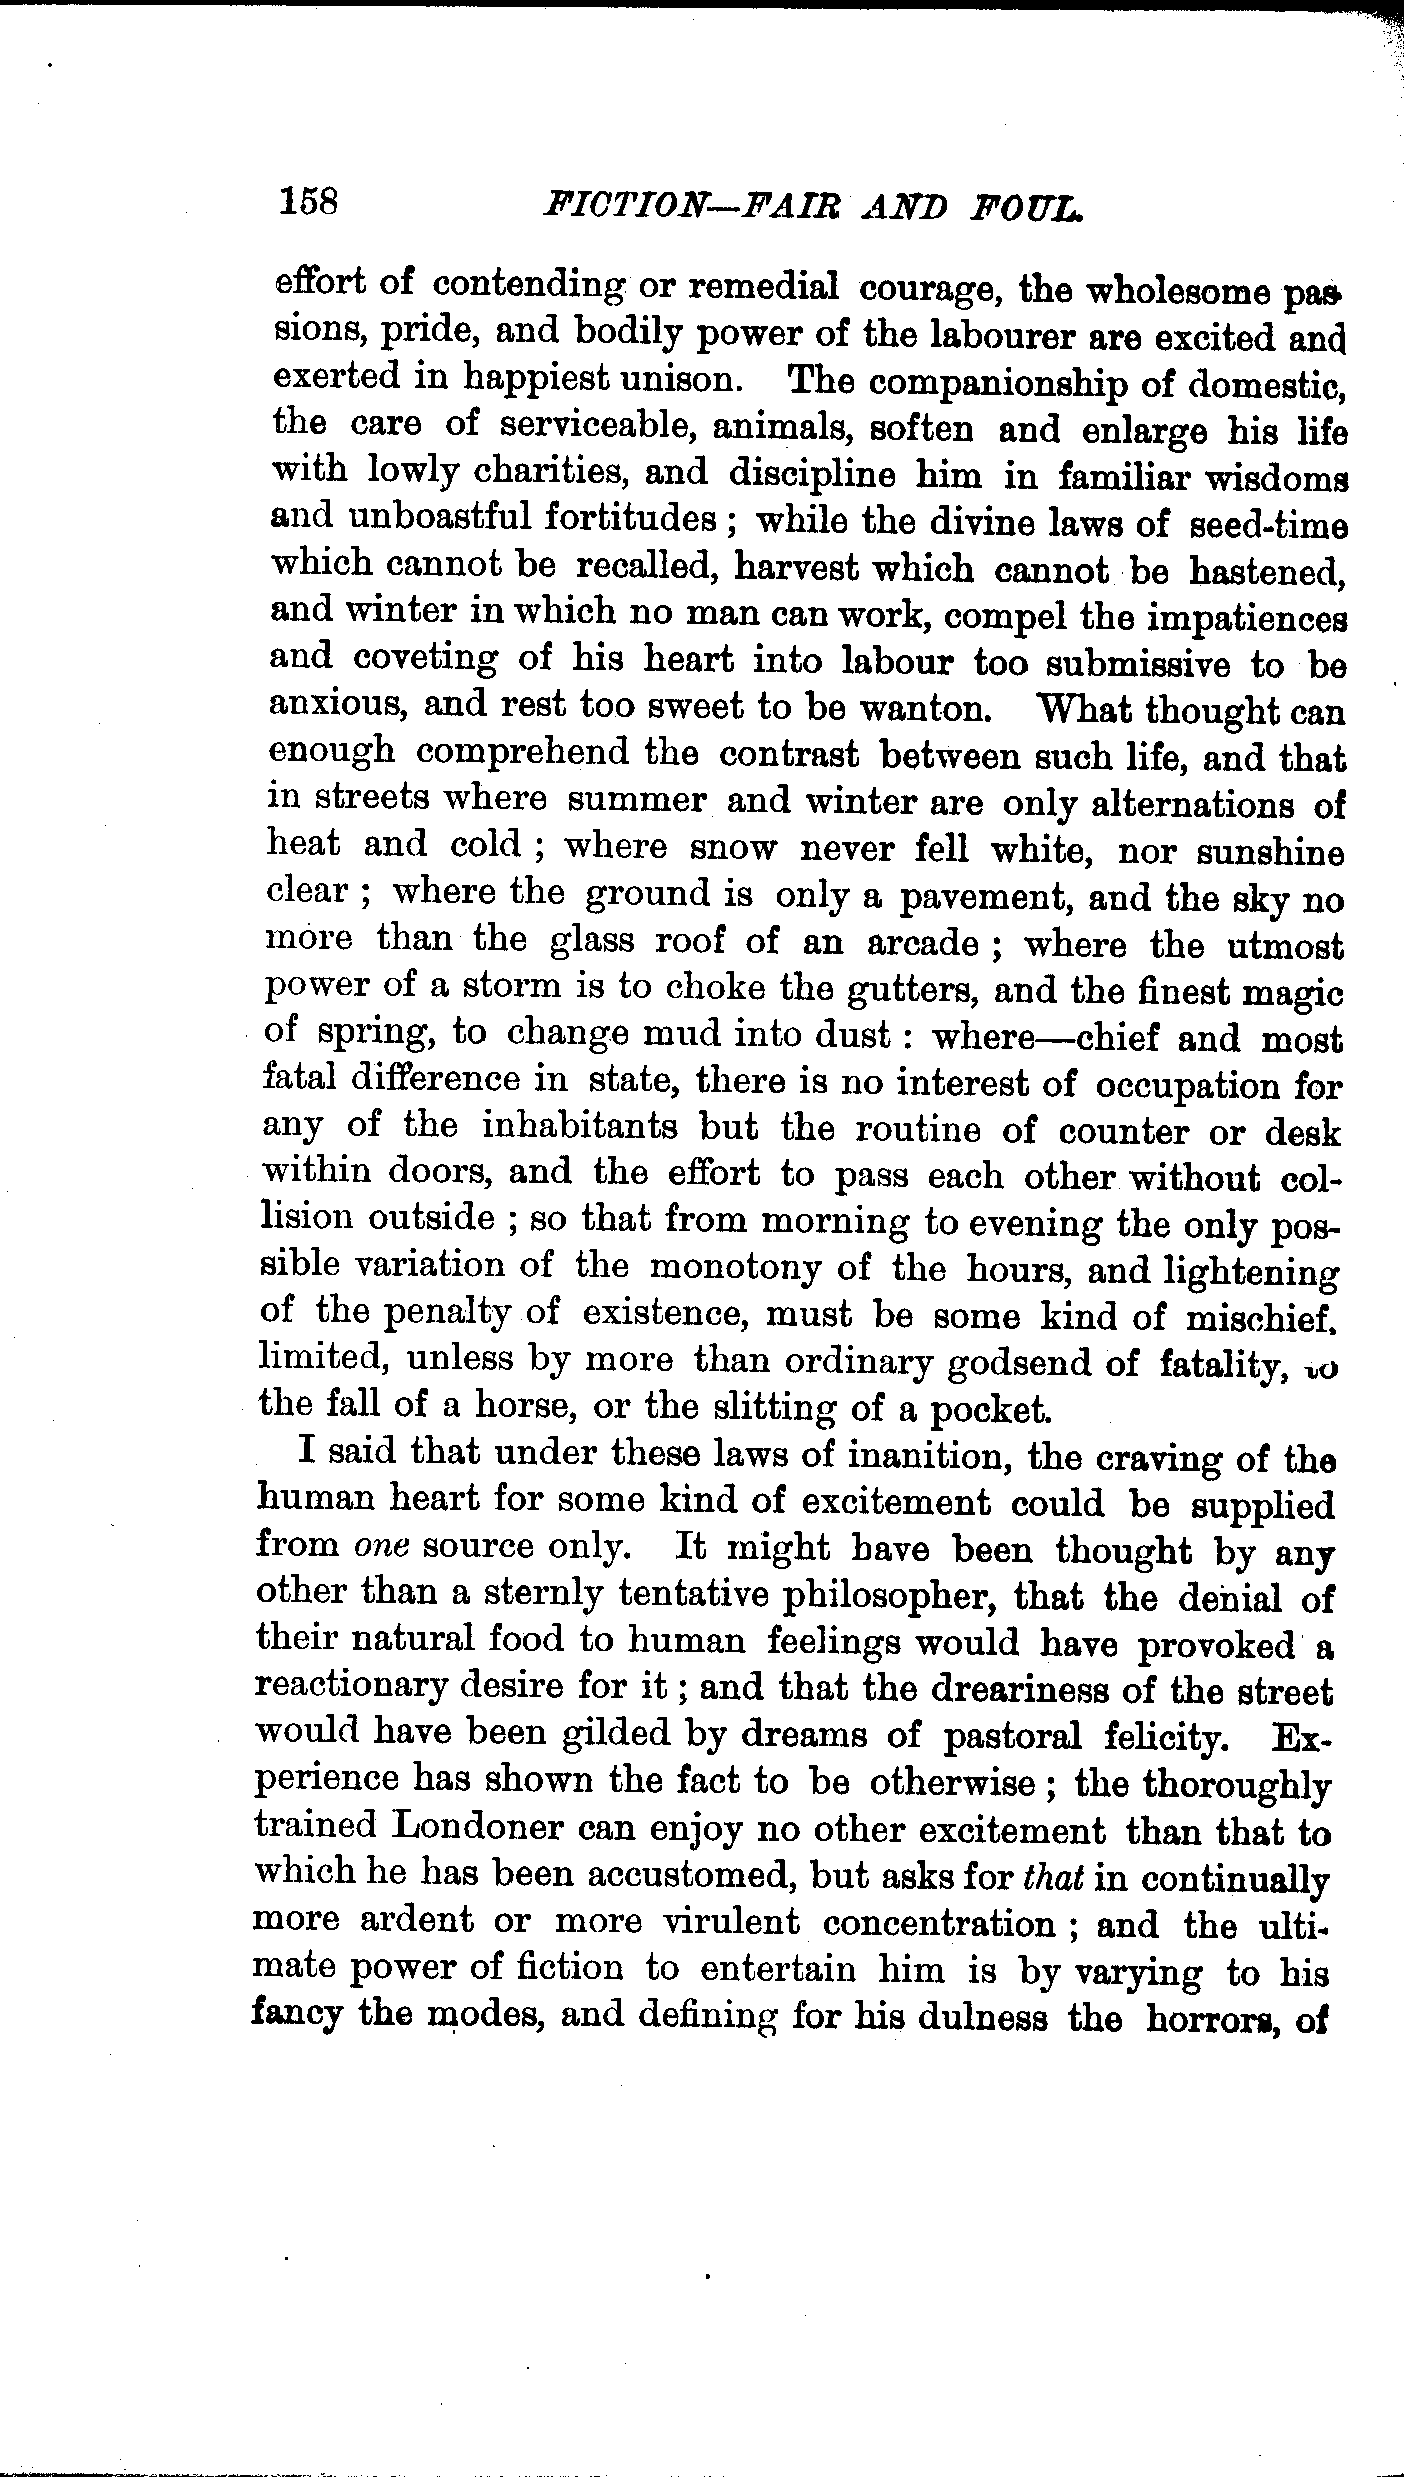 158 FICTION—FAIR AND FOUL.
effort of contending or remedial courage, the wholesome pas-
sions, pride, and bodily power of the labourer are excited and
exerted in happiest unison. The companionship of domestic,
the care of serviceable, animals, soften and enlarge his life
with lowly charities, and discipline him in familiar wisdoms
and unboastful fortitudes ; while the divine laws of seed-time
which cannot be recalled, harvest which cannot be hastened,
and winter in which no man can work, compel the impatiences
and coveting of his heart into labour too submissive to be
anxious, and rest too sweet to be wanton. What thought can
enough comprehend the contrast between such life, and that
in streets where summer and winter are only alternations of
heat and cold ; where snow never fell white, nor sunshine
clear ; where the ground is only a pavement, and the sky no
more than the glass roof of an arcade ; where the utmost
power of a storm is to choke the gutters, and the finest magic
of spring, to change mud into dust : where—chief and most
fatal difference in state, there is no interest of occupation for
any of the inhabitants but the routine of counter or desk
within doors, and the effort to pass each other without col-
lision outside ; so that from morning to evening the only pos-
sible variation of the monotony of the hours, and lightening
of the penalty of existence, must be some kind of mischief,
limited, unless by more than ordinary godsend of fatality, to
the fall of a horse, or the slitting of a pocket.
I said that under these laws of inanition, the craving of the
human heart for some kind of excitement could be supplied
from one source only. It might have been thought by any
other than a sternly tentative philosopher, that the denial of
their natural food to human feelings would have provoked a
reactionary desire for it ; and that the dreariness of the street
would have been gilded by dreams of pastoral felicity. Ex-
perience has shown the fact to be otherwise ; the thoroughly
trained Londoner can enjoy no other excitement than that to
which he has been accustomed, but asks for that in continually
more ardent or more virulent concentration ; and the ulti-
mate power of fiction to entertain him is by varying to his
fancy the modes, and defining for his dulness the horrors, of